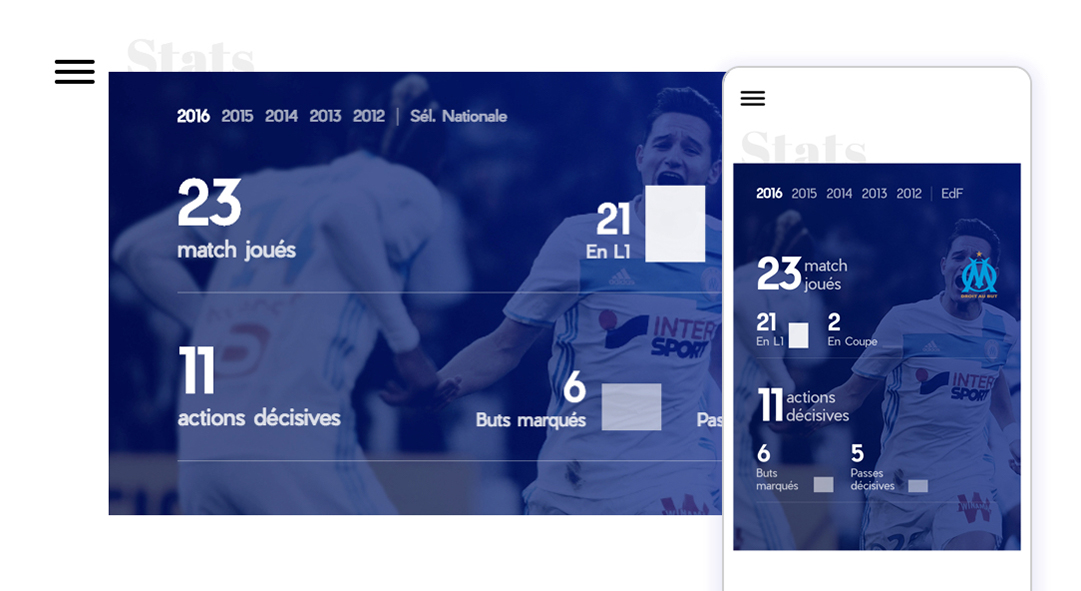 Stats
2016 2015 2014 2013 2012 | Sél. Nationale
23
match joués
21
En L1
11
actions décisives
6
Buts marqués
Pas
INTER
SPORT
Stats
2016 2015 2014 2013 2012 | EdF
23 match
joués
DROIT AU BUT
21
En L1
2
En Coupe
11 actions
décisives
INTER
SPORT
6
Buts
marqués
5
Passes
décisives